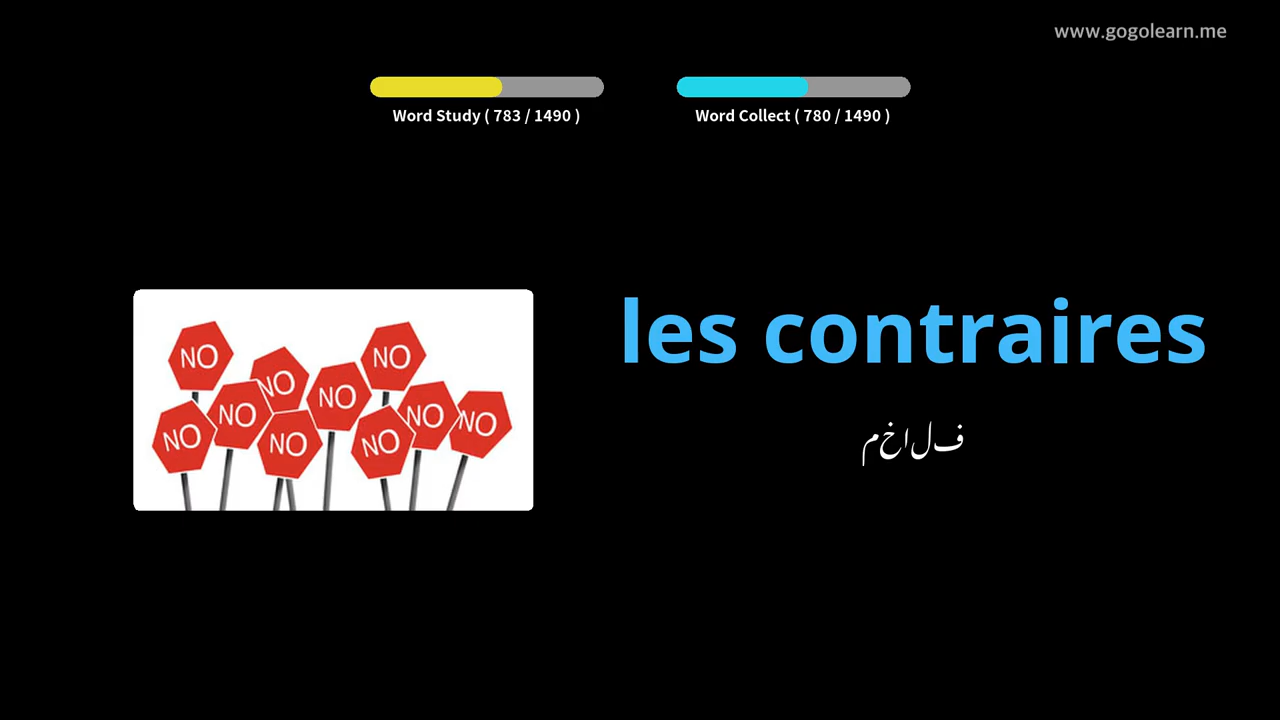 www.gogolearn.me
Word Study ( 783 / 1490 )
Word Collect ( 780 / 1490 )
NO
NO
NO
NO
NO
NO
NO
NO
NO
NO
les contraires
مخالف